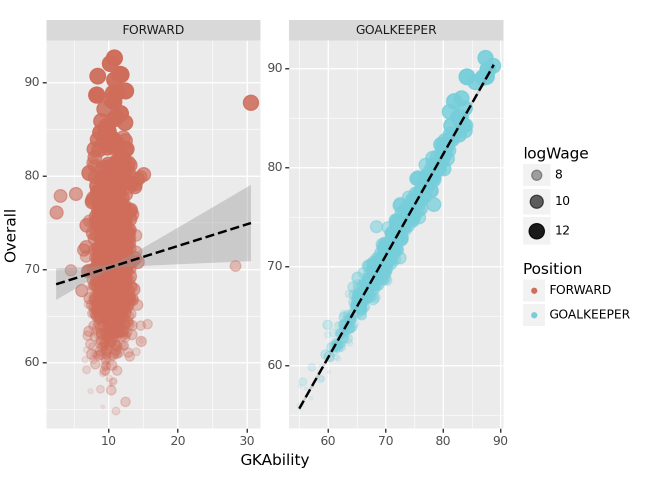 FORWARD
GOALKEEPER
90
80
70
60
90
80
70
60
10
20
30
60
70
80
90
Overall
GKAbility
logWage
8
10
12
Position
FORWARD
GOALKEEPER